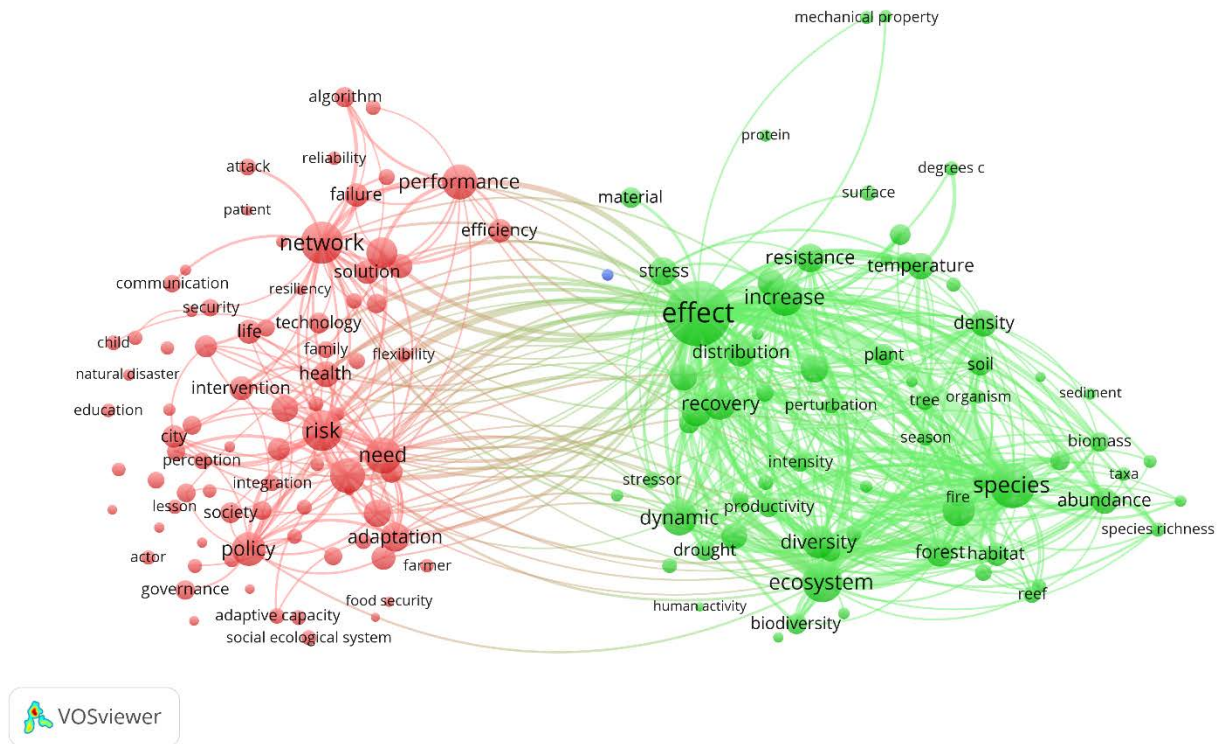 mechanical property
algorithm
protein
attack
reliability
degrees c
performance
failure
material
surface
patient
efficiency
network
resistance
solution
stress
temperature
communication
resiliency
increase
security
effect
technology
density
life
child
family
flexibility
distribution
plant
soil
natural disaster
health
intervention
education
recovery
perturbation
tree
organism
sediment
risk
city
season
biomass
need
perception
intensity
taxa
integration
stressor
species
lesson
society
productivity
fire
abundance
dynamic
species richness
policy
adaptation
drought
diversity
forest
habitat
actor
farmer
ecosystem
governance
reef
food security
human activity
adaptive capacity
biodiversity
social ecological system
VOSviewer